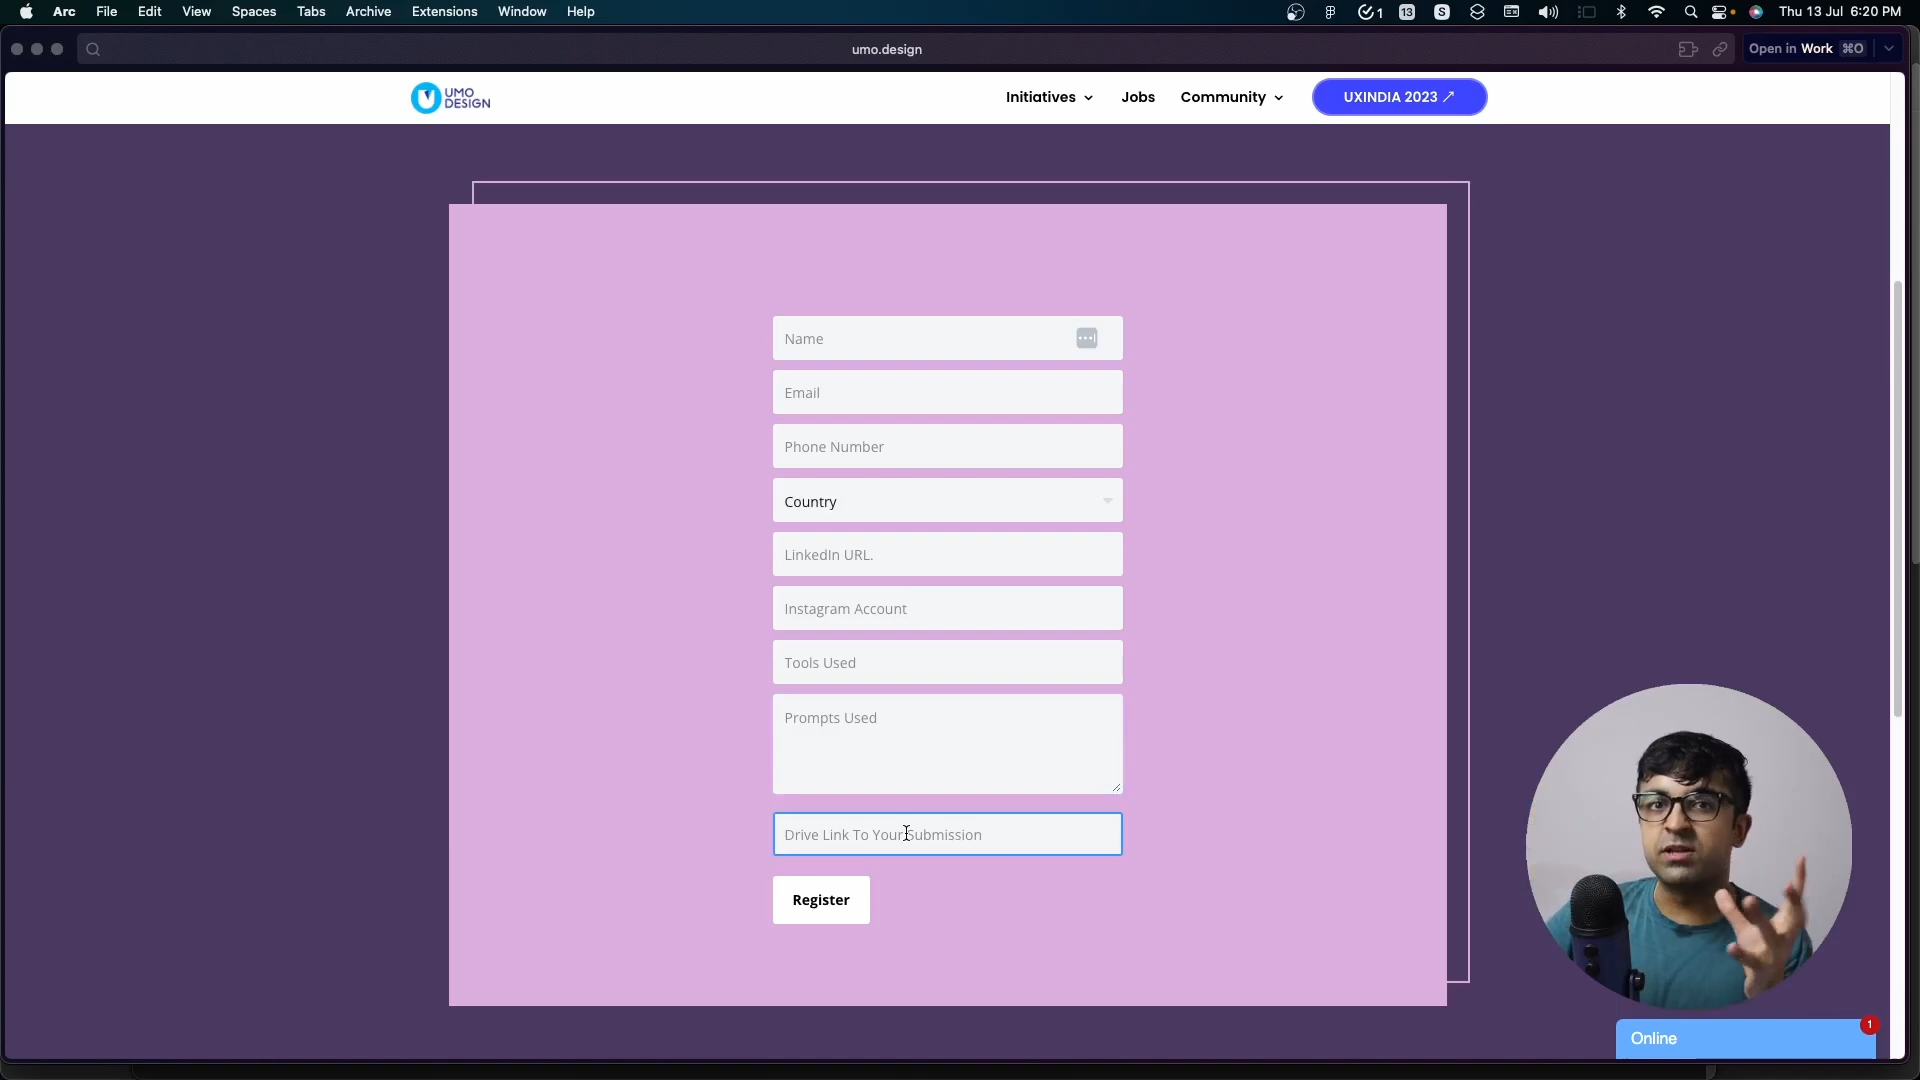 Arc File Edit View Spaces Tabs Archive Extensions Window Help
1
13
S
Thu 13 Jul 6:20 PM
umo.design
Open in Work ⌘O
UMO
DESIGN
Initiatives
Jobs
Community
UXINDIA 2023 ↗
Name
Email
Phone Number
Country
LinkedIn URL.
Instagram Account
Tools Used
Prompts Used
Drive Link To Your Submission
Register
1
Online